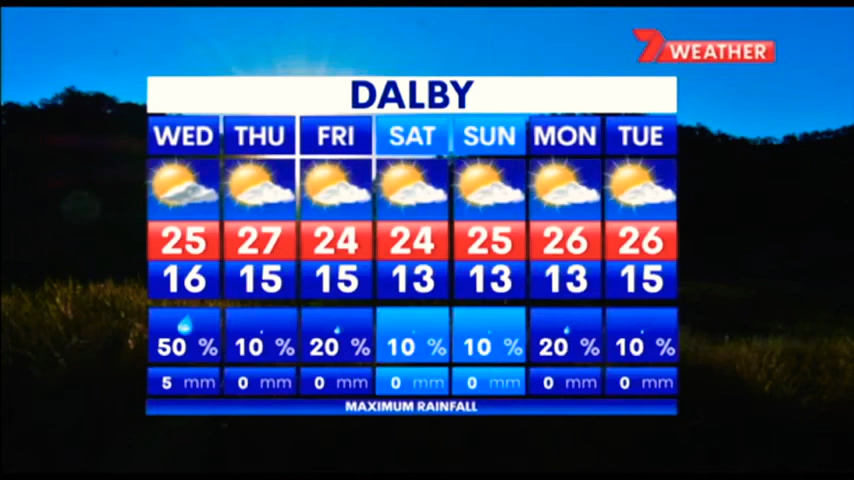 7 WEATHER
DALBY
WED THU FRI SAT SUN MON TUE
25 27 24 24 25 26 26
16 15 15 13 13 13 15
50 % 10 % 20 % 10 % 10 % 20 % 10 %
5 mm 0 mm 0 mm 0 mm 0 mm 0 mm 0 mm
MAXIMUM RAINFALL